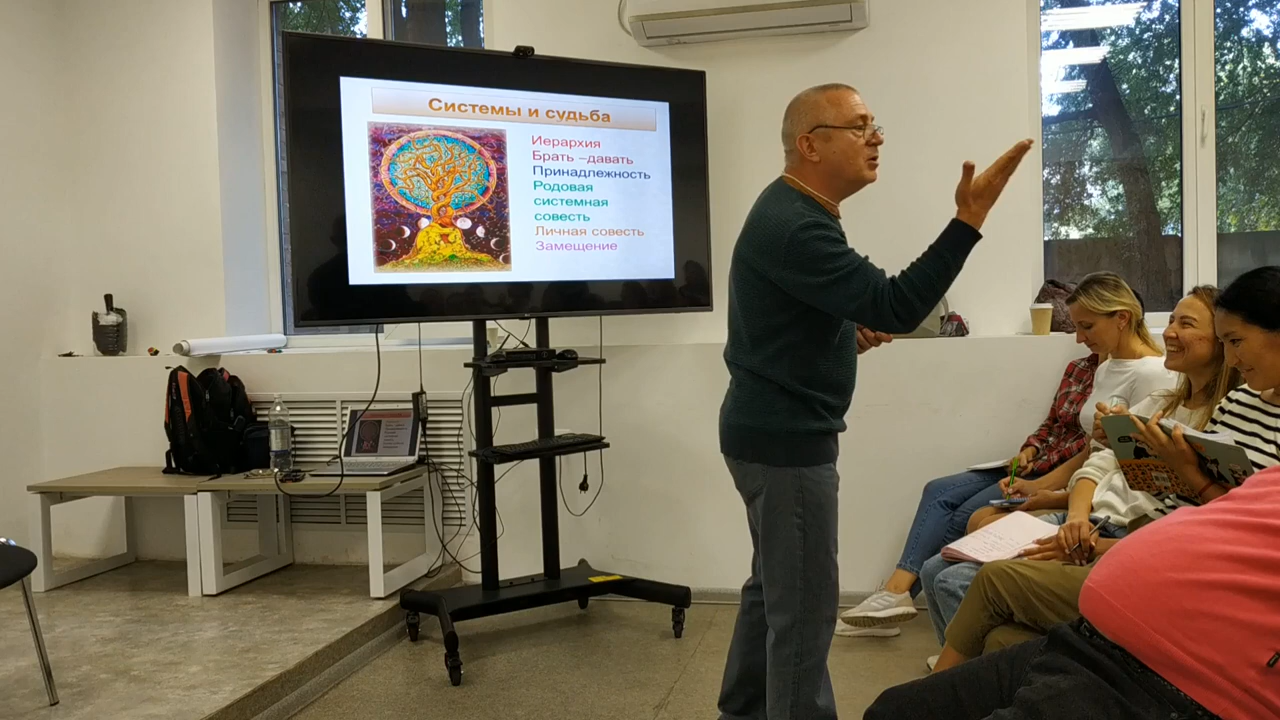 Системы и судьба
Иерархия
Брать –давать
Принадлежность
Родовая
системная
совесть
Личная совесть
Замещение